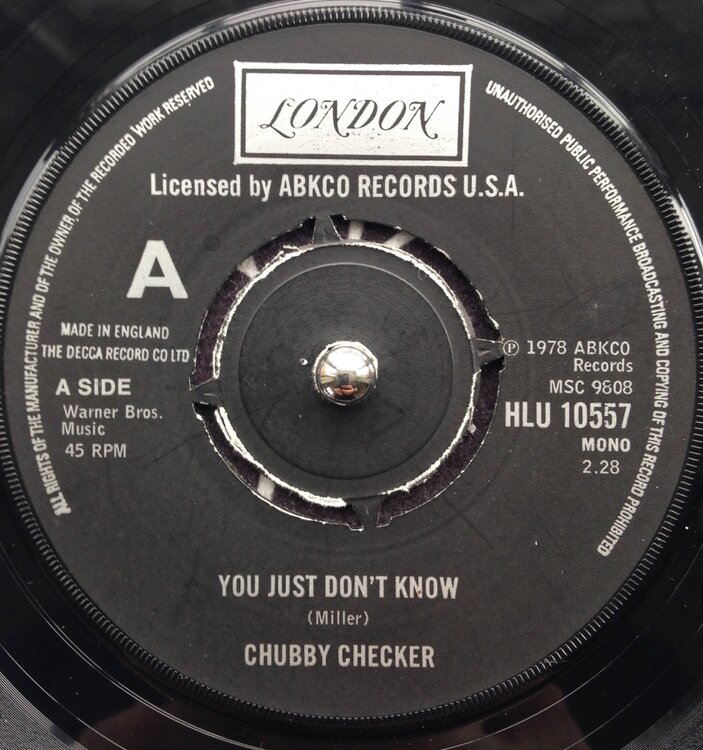 LONDON
Licensed by ABKCO RECORDS U.S.A.
A
MADE IN ENGLAND
THE DECCA RECORD CO LTD
A SIDE
Warner Bros.
Music
45 RPM
℗ 1978 ABKCO
Records
MSC 9808
HLU 10557
MONO
2.28
YOU JUST DON'T KNOW
(Miller)
CHUBBY CHECKER
ALL RIGHTS OF THE MANUFACTURER AND OF THE OWNER OF THE RECORDED WORK RESERVED
UNAUTHORISED PUBLIC PERFORMANCE BROADCASTING AND COPYING OF THIS RECORD PROHIBITED